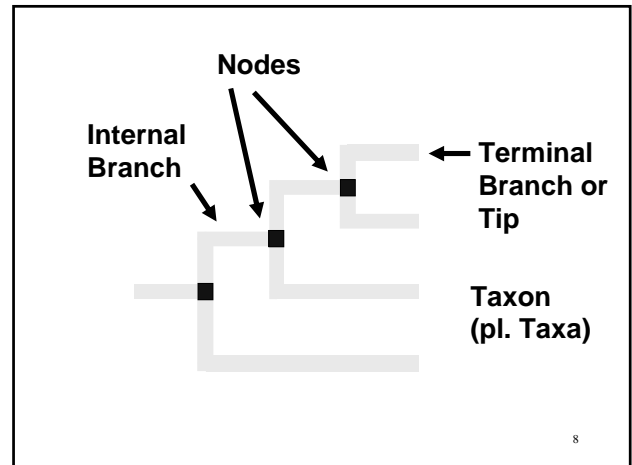 Nodes
Internal
Branch
Terminal
Branch or
Tip
Taxon
(pl. Taxa)
8